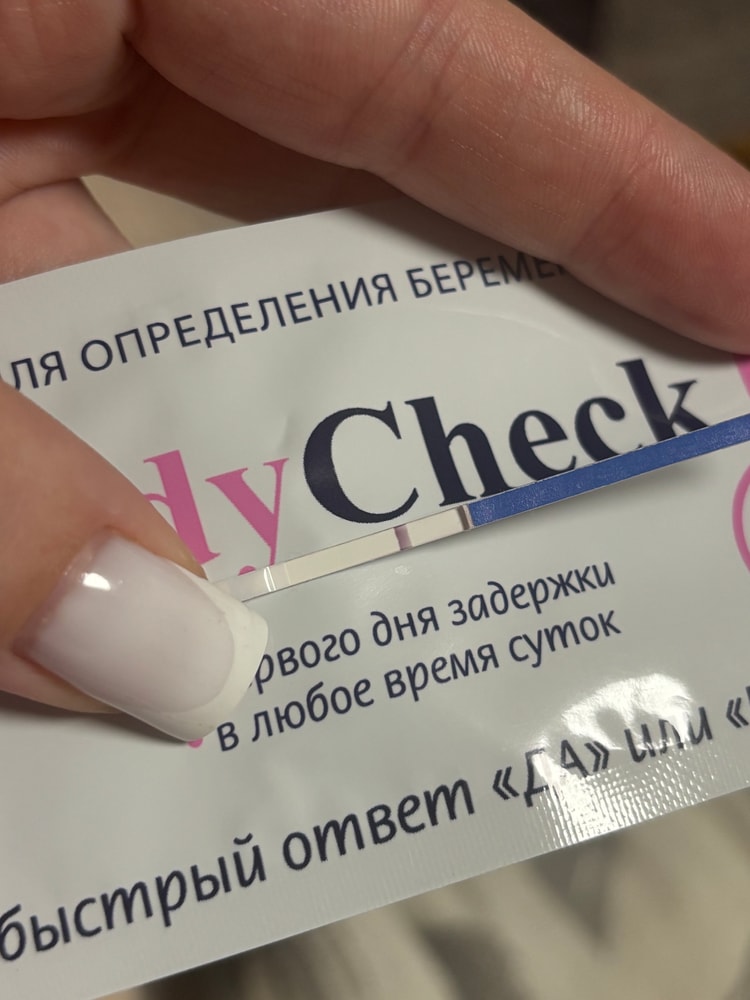 ЛЯ ОПРЕДЕЛЕНИЯ БЕРЕМЕ
dyCheck
рвого дня задержки
в любое время суток
быстрый ответ «ДА» или «